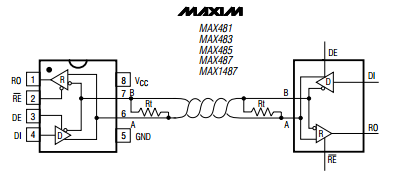 MAXIM
MAX481
MAX483
MAX485
MAX487
MAX1487
DE
RO 1
R
8 VCC
RE 2
7 B
Rt
Rt
B
D
DI
DE 3
6 A
A
R
RO
DI 4
D
5 GND
RE